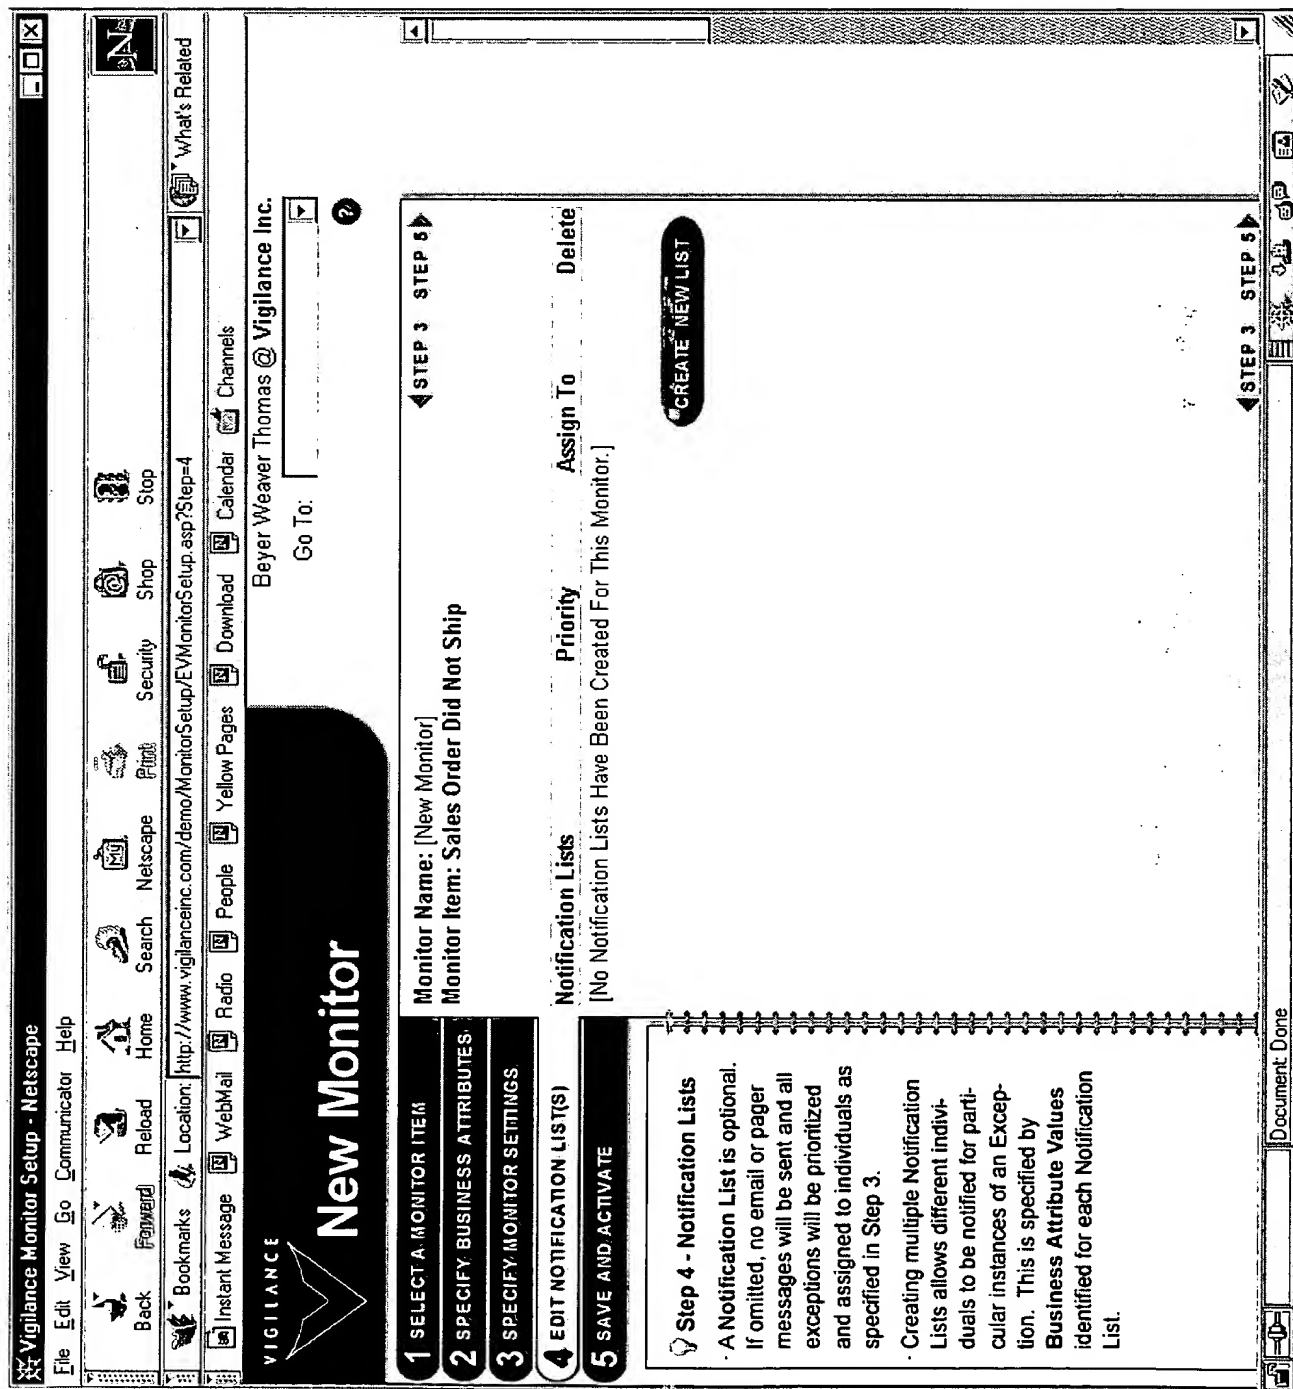 Vigilance Monitor Setup - Netscape
File Edit View Go Communicator Help
Back Forward Reload Home Search Netscape Print Security Shop Stop
Bookmarks Location: http://www.vigilanceinc.com/demo/MonitorSetup/EVMonitorSetup.asp?Step=4 What's Related
Instant Message WebMail Radio People Yellow Pages Download Calendar Channels
VIGILANCE
New Monitor
Beyer Weaver Thomas @ Vigilance Inc.
Go To:
?
1 SELECT A MONITOR ITEM
2 SPECIFY BUSINESS ATTRIBUTES
3 SPECIFY MONITOR SETTINGS
4 EDIT NOTIFICATION LIST(S)
5 SAVE AND ACTIVATE
Step 4 - Notification Lists
· A Notification List is optional.
If omitted, no email or pager
messages will be sent and all
exceptions will be prioritized
and assigned to individuals as
specified in Step 3.
· Creating multiple Notification
Lists allows different indivi-
duals to be notified for parti-
cular instances of an Excep-
tion. This is specified by
Business Attribute Values
identified for each Notification
List.
Monitor Name: [New Monitor]
Monitor Item: Sales Order Did Not Ship
STEP 3 STEP 5
Notification Lists Priority Assign To Delete
[No Notification Lists Have Been Created For This Monitor.]
CREATE NEW LIST
STEP 3 STEP 5
Document: Done